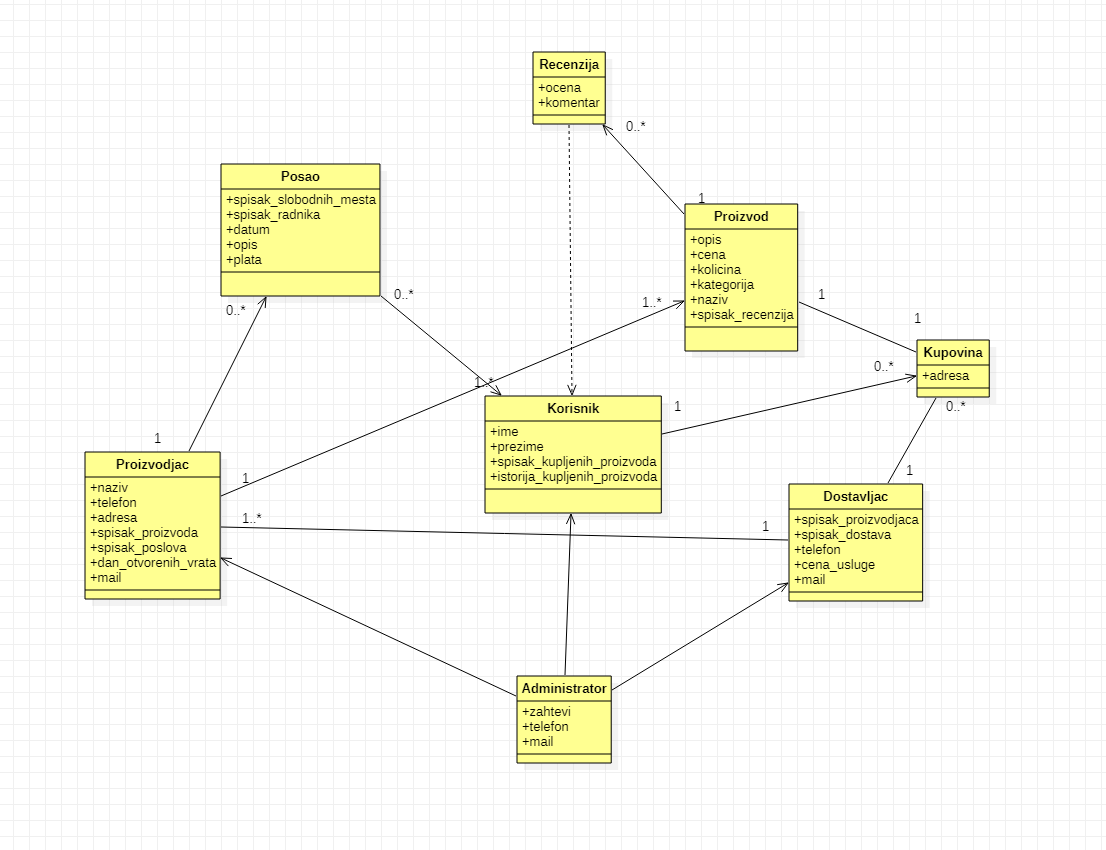 Recenzija
+ocena
+komentar
0..*
Posao
+spisak_slobodnih_mesta
+spisak_radnika
+datum
+opis
+plata
0..*
0..*
1..*
1
Proizvod
+opis
+cena
+kolicina
+kategorija
+naziv
+spisak_recenzija
1..*
1
1
Kupovina
+adresa
0..*
0..*
Korisnik
+ime
+prezime
+spisak_kupljenih_proizvoda
+istorija_kupljenih_proizvoda
1
1
Proizvodjac
+naziv
+telefon
+adresa
+spisak_proizvoda
+spisak_poslova
+dan_otvorenih_vrata
+mail
1
1..*
1
1
Dostavljac
+spisak_proizvodjaca
+spisak_dostava
+telefon
+cena_usluge
+mail
Administrator
+zahtevi
+telefon
+mail